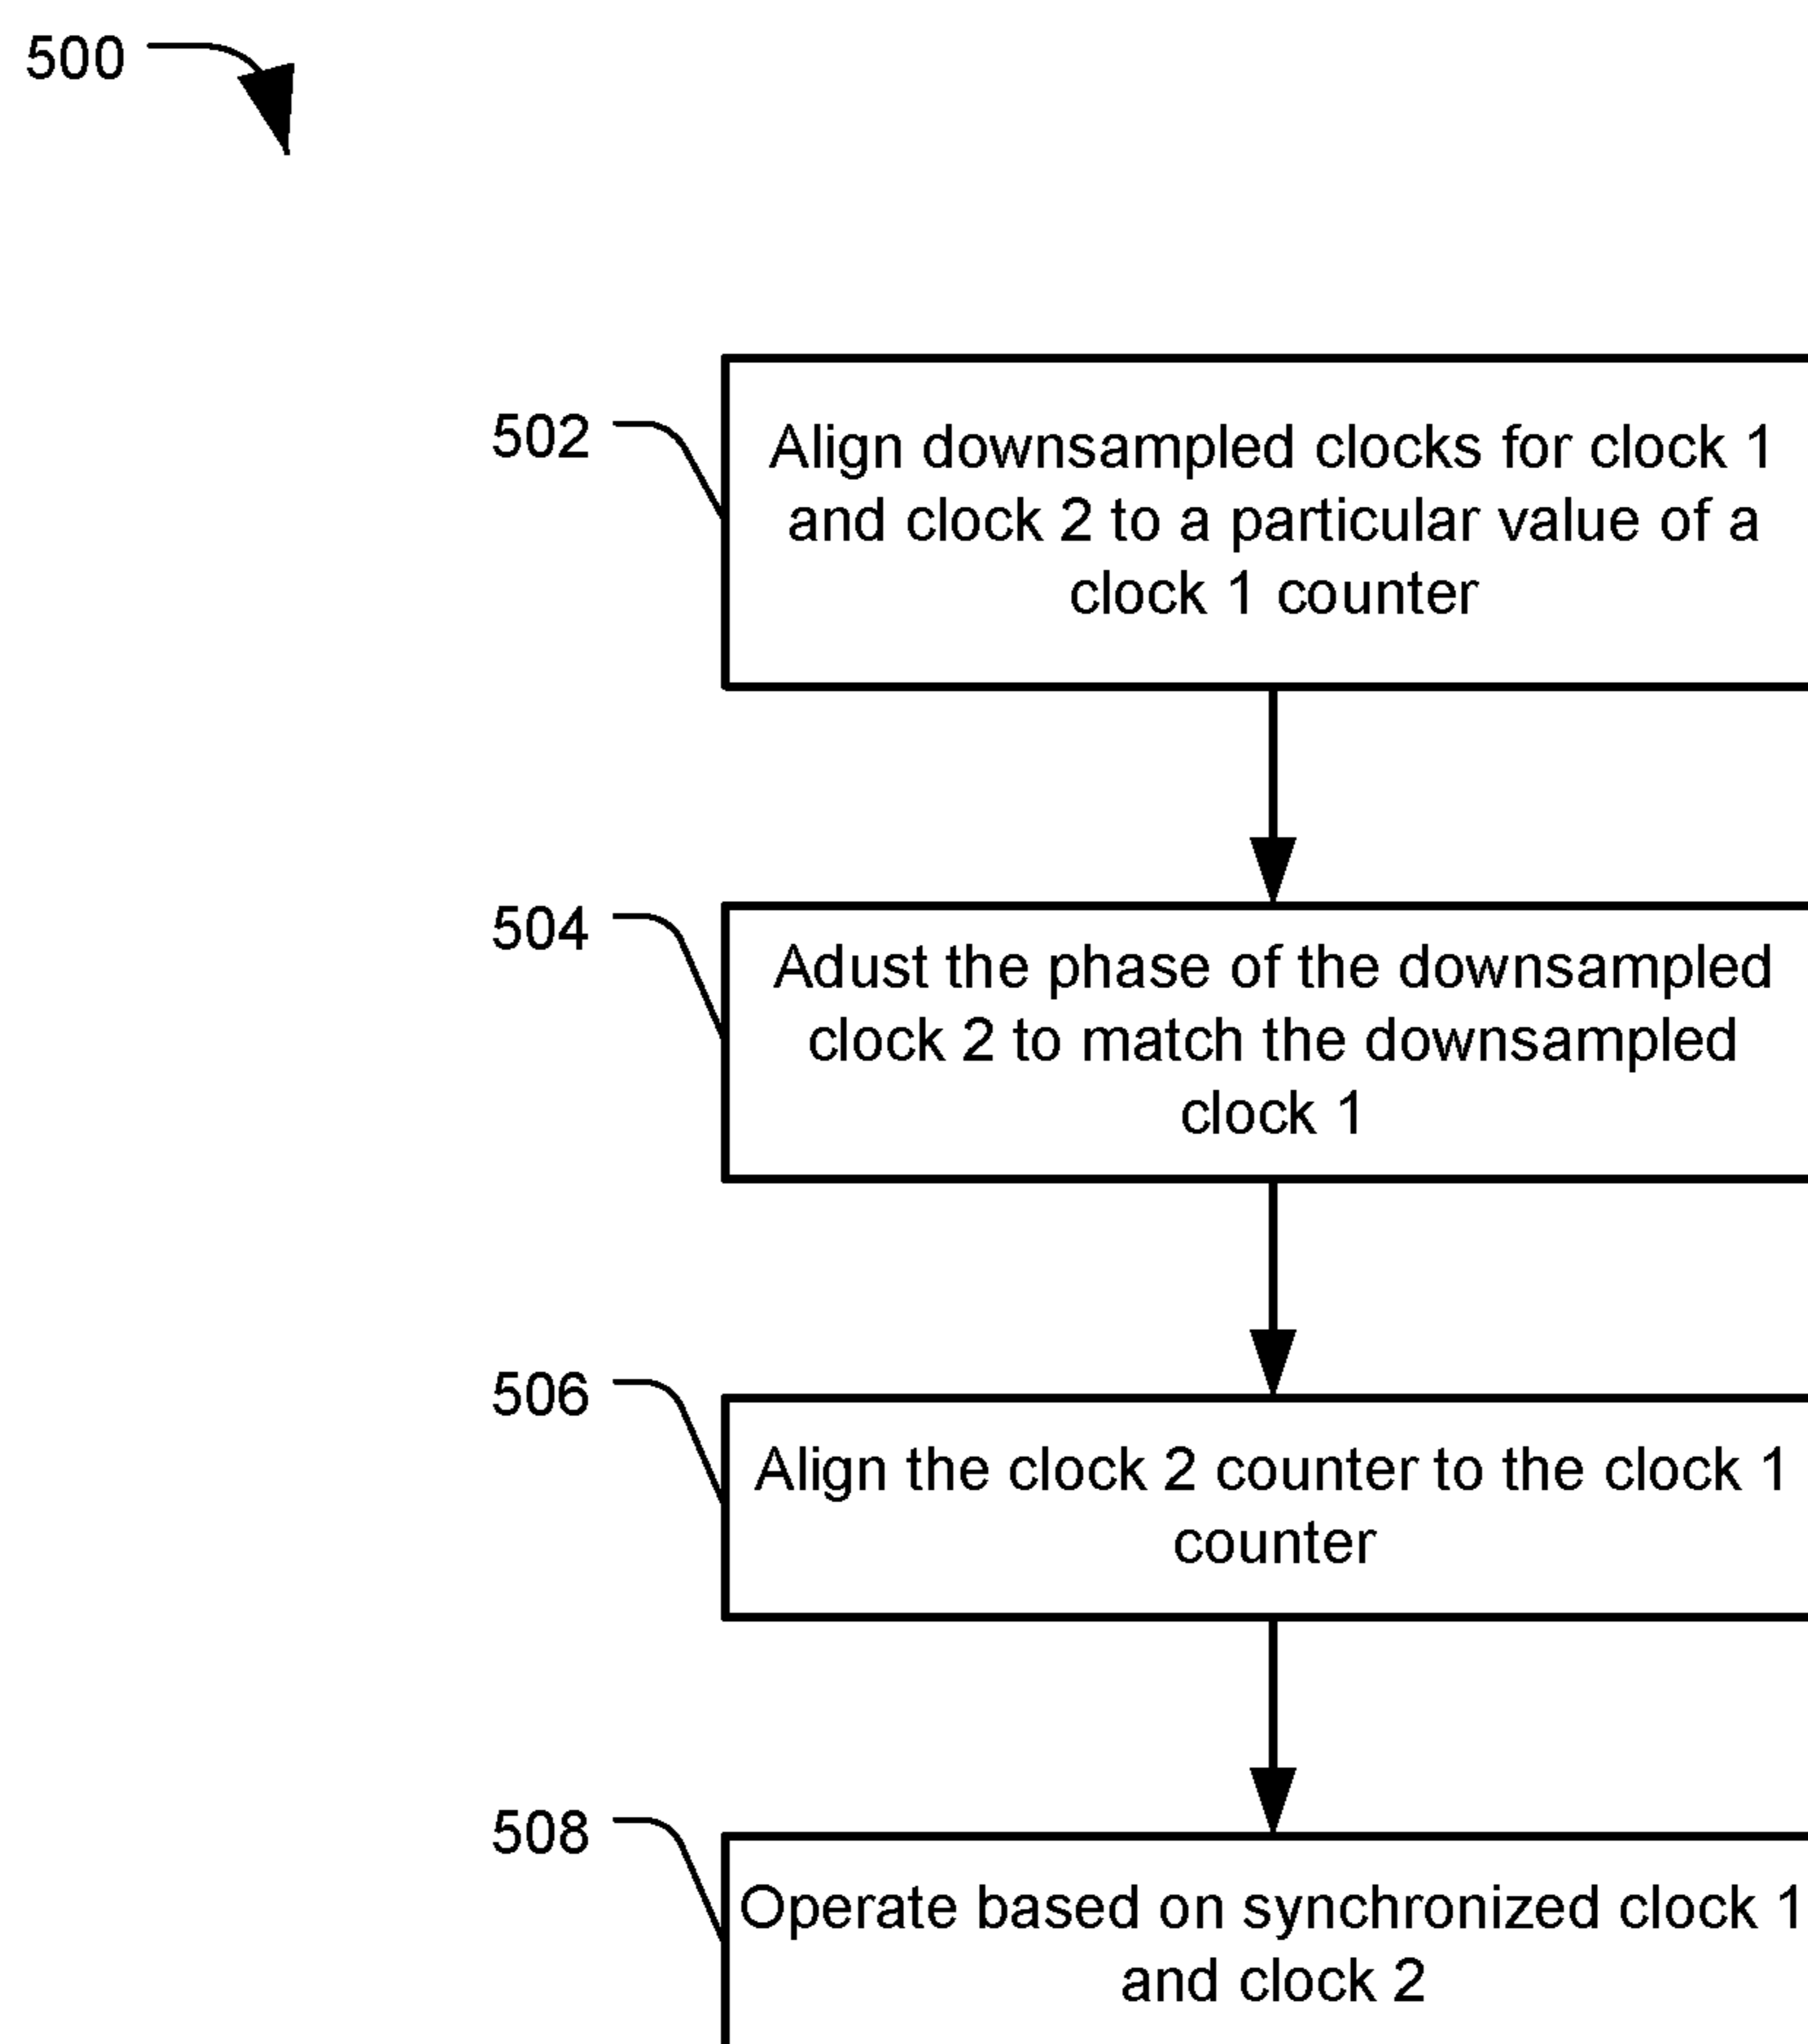 500
502
Align downsampled clocks for clock 1
and clock 2 to a particular value of a
clock 1 counter
504
Adust the phase of the downsampled
clock 2 to match the downsampled
clock 1
506
Align the clock 2 counter to the clock 1
counter
508
Operate based on synchronized clock 1
and clock 2